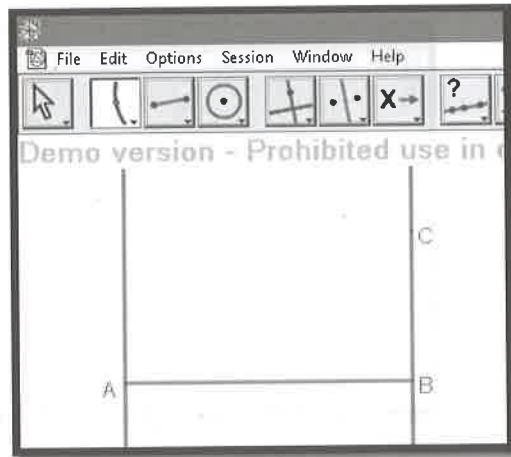 File Edit Options Session Window Help
X ?
Demo version - Prohibited use in
C
A B